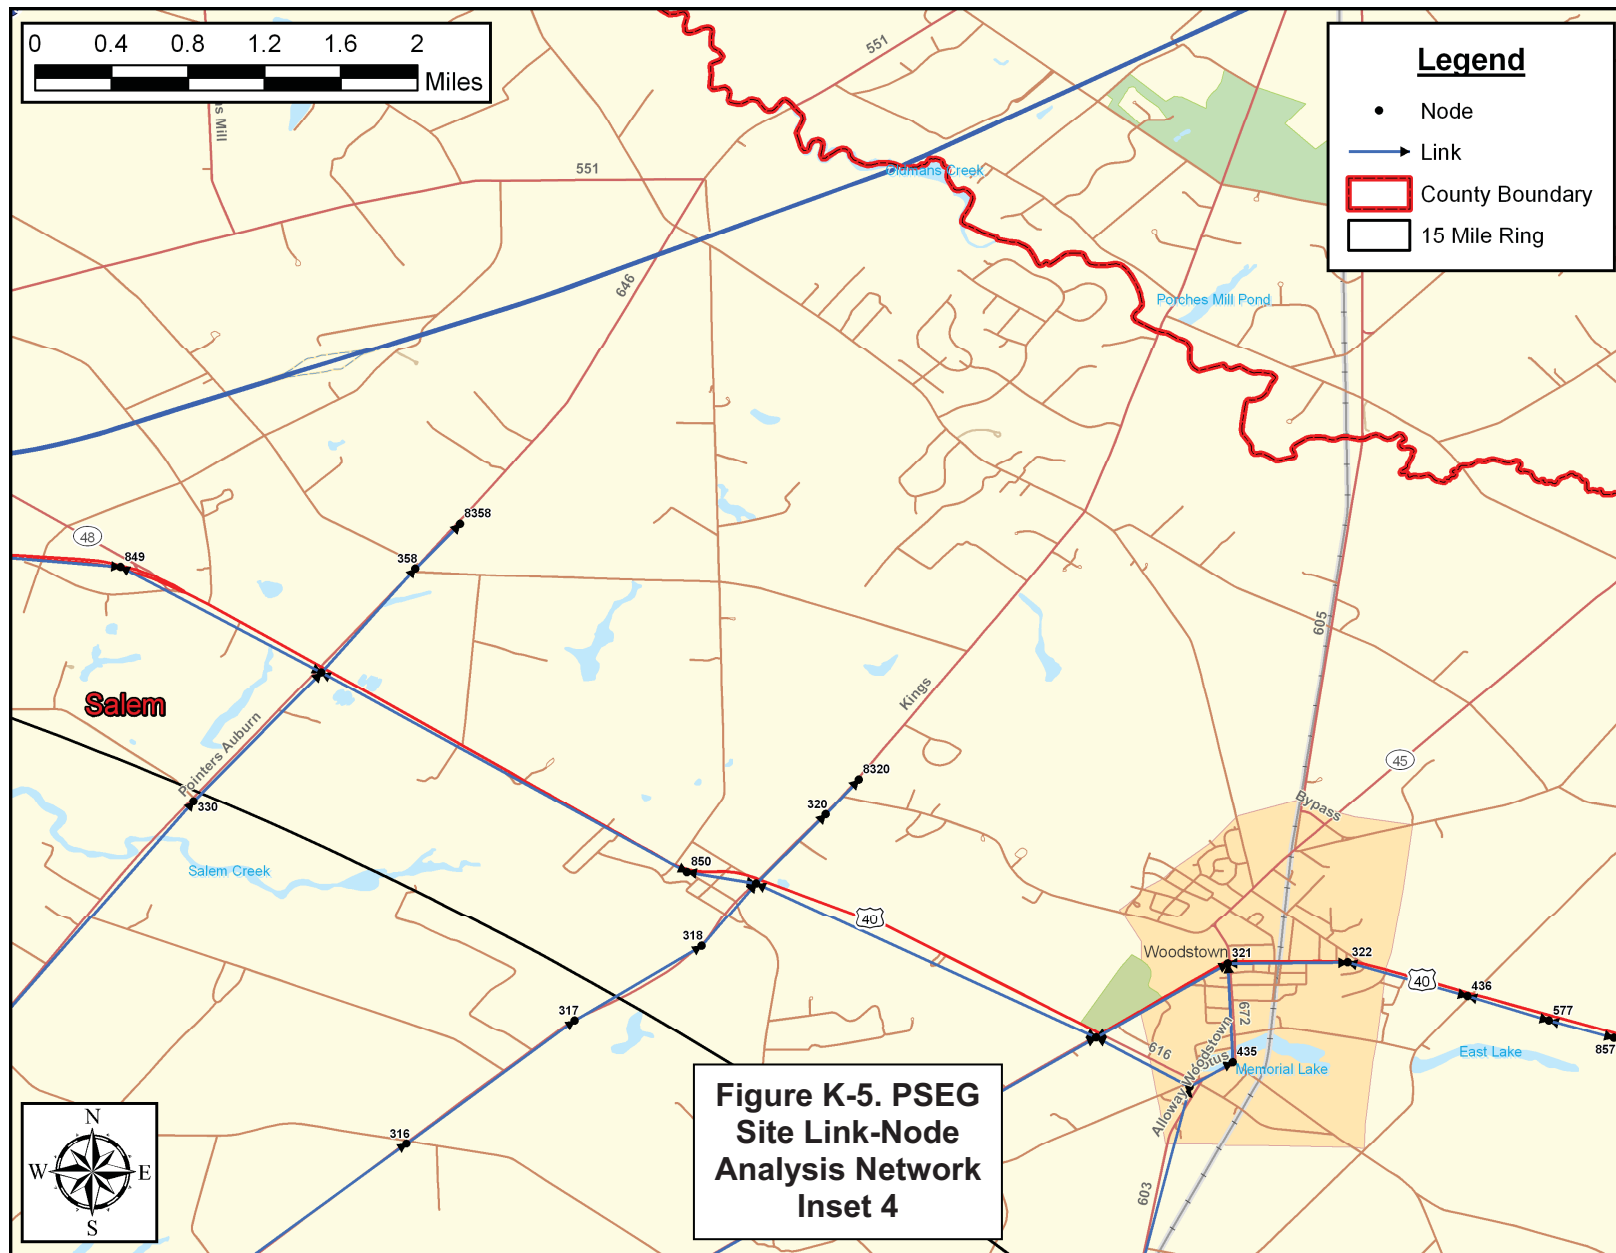 0 0.4 0.8 1.2 1.6 2
Miles
Legend
Node
Link
County Boundary
15 Mile Ring
551
551
Oldmans Creek
646
Porches Mill Pond
48
849
8358
358
605
Salem
Kings
Pointers Auburn
330
8320
320
45
Bypass
Salem Creek
850
40
318
Woodstown
321
322
40
436
577
857
317
672
616
Alloway Woodstown
435
Memorial Lake
East Lake
316
603
Figure K-5. PSEG
Site Link-Node
Analysis Network
Inset 4
N
W E
S